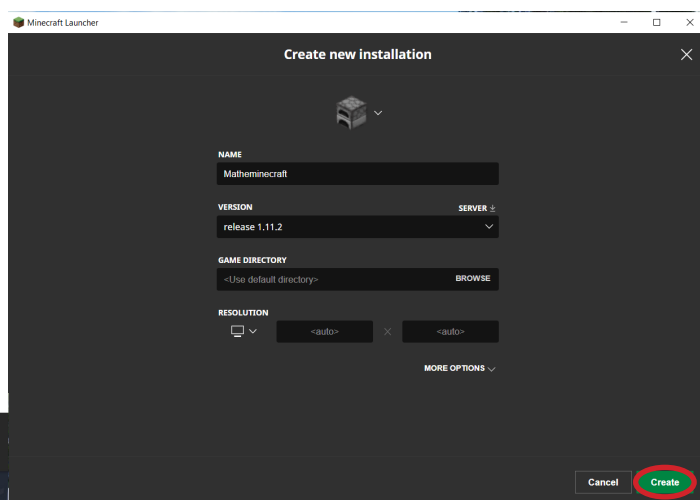 Minecraft Launcher
Create new installation
NAME
Matheminecraft
VERSION
SERVER
release 1.11.2
GAME DIRECTORY
<Use default directory>
BROWSE
RESOLUTION
<auto>
<auto>
MORE OPTIONS
Cancel
Create